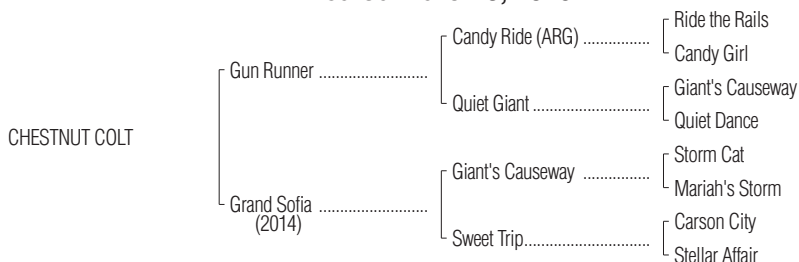 Ride the Rails
Candy Ride (ARG) ................
Candy Girl
Gun Runner ..........................
Giant's Causeway
Quiet Giant ............................
Quiet Dance
CHESTNUT COLT
Storm Cat
Giant's Causeway ................
Mariah's Storm
Grand Sofia ..........................
(2014)
Carson City
Sweet Trip..............................
Stellar Affair